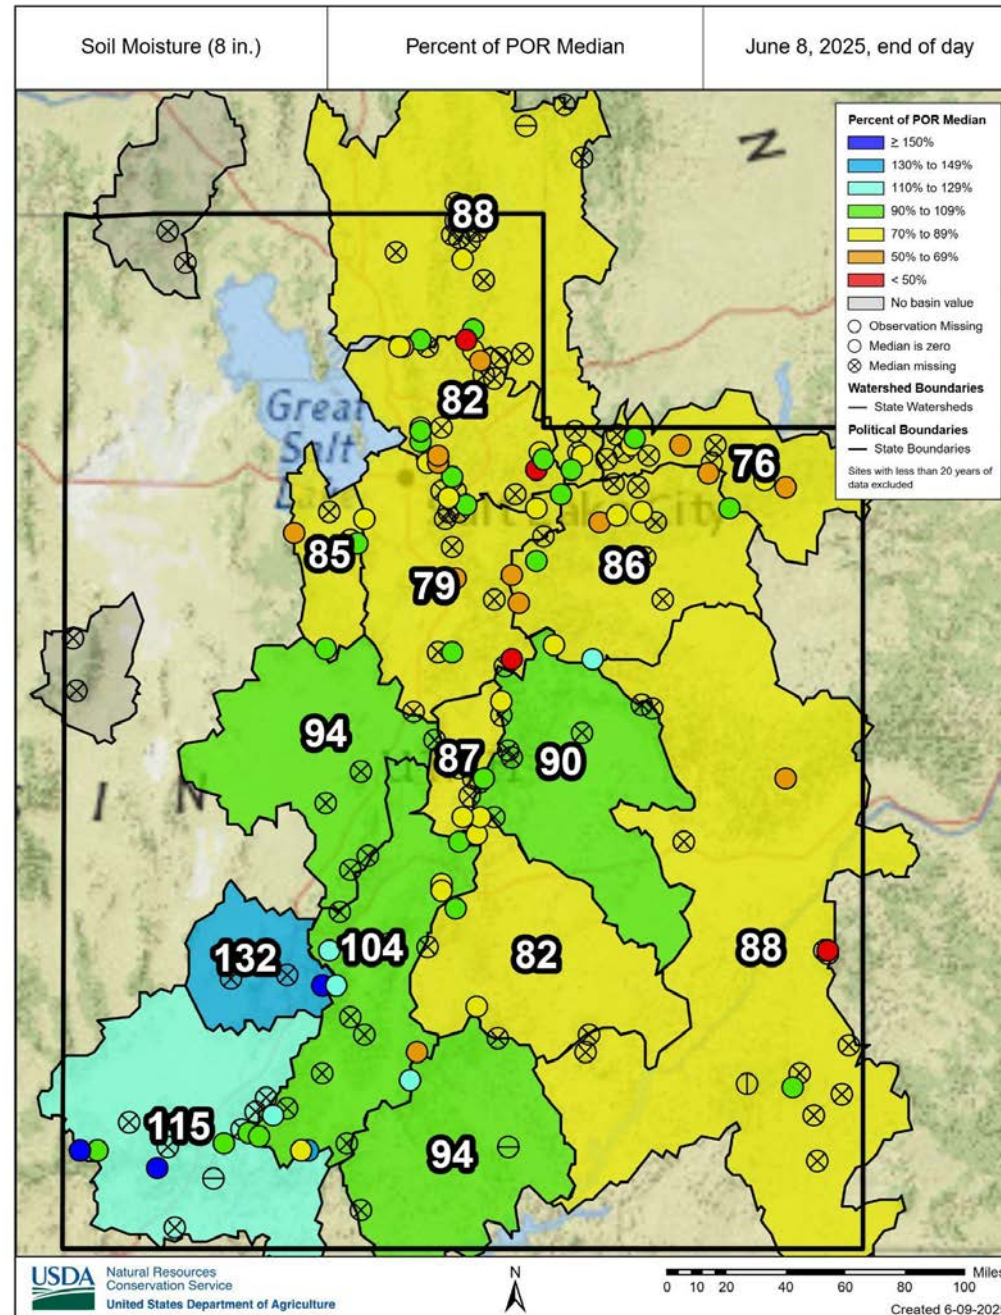 Soil Moisture (8 in.)
Percent of POR Median
June 8, 2025, end of day
Percent of POR Median
≥ 150%
130% to 149%
110% to 129%
90% to 109%
70% to 89%
50% to 69%
< 50%
No basin value
Observation Missing
Median is zero
Median missing
Watershed Boundaries
State Watersheds
Political Boundaries
State Boundaries
Sites with less than 20 years of
data excluded
N
88
Great
82
Salt
76
Salt Lake City
85
79
86
94
87
90
I N
132
104
82
88
115
94
USDA
Natural Resources
Conservation Service
United States Department of Agriculture
N
Miles
0 10 20 40 60 80 100
Created 6-09-202